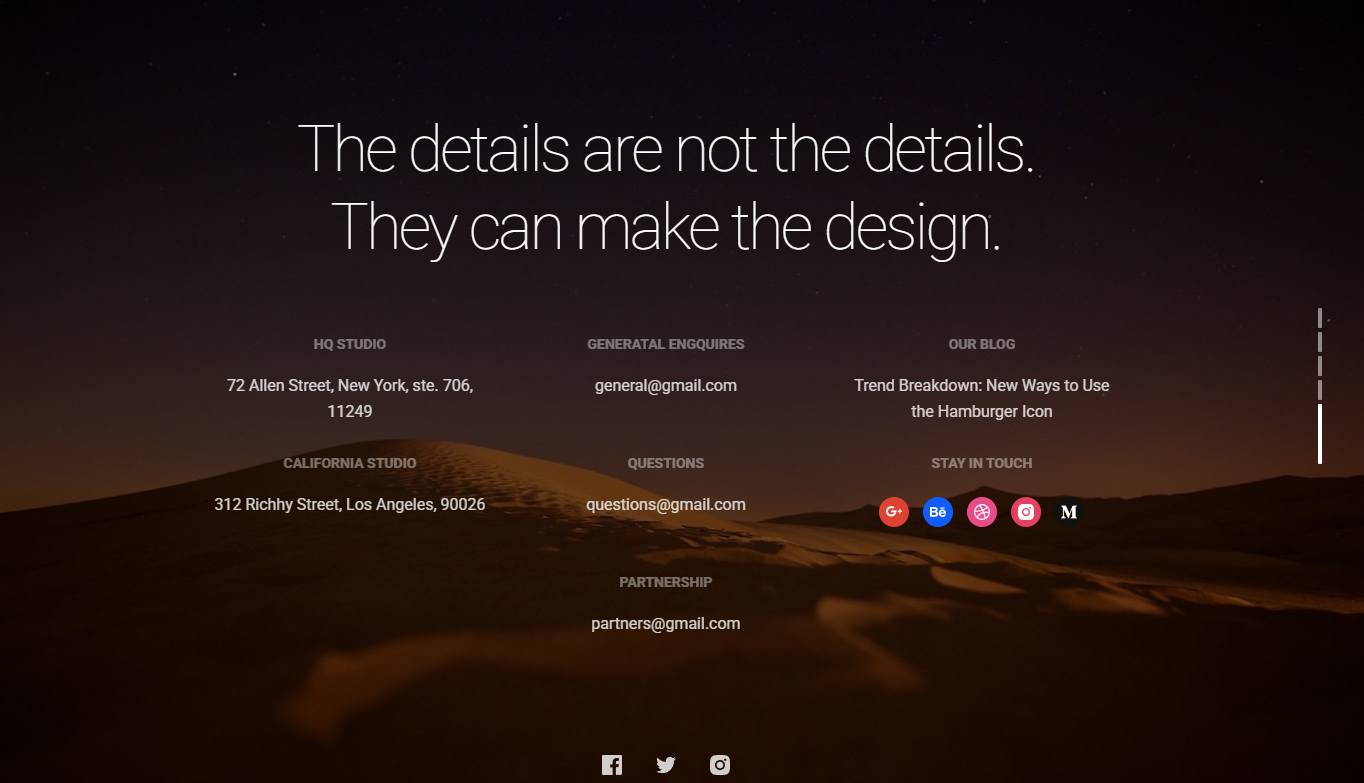 The details are not the details.
They can make the design.
HQ STUDIO
72 Allen Street, New York, ste. 706,
11249
CALIFORNIA STUDIO
312 Richhy Street, Los Angeles, 90026
GENERATAL ENGQUIRES
general@gmail.com
QUESTIONS
questions@gmail.com
PARTNERSHIP
partners@gmail.com
OUR BLOG
Trend Breakdown: New Ways to Use
the Hamburger Icon
STAY IN TOUCH
G+ Bē M